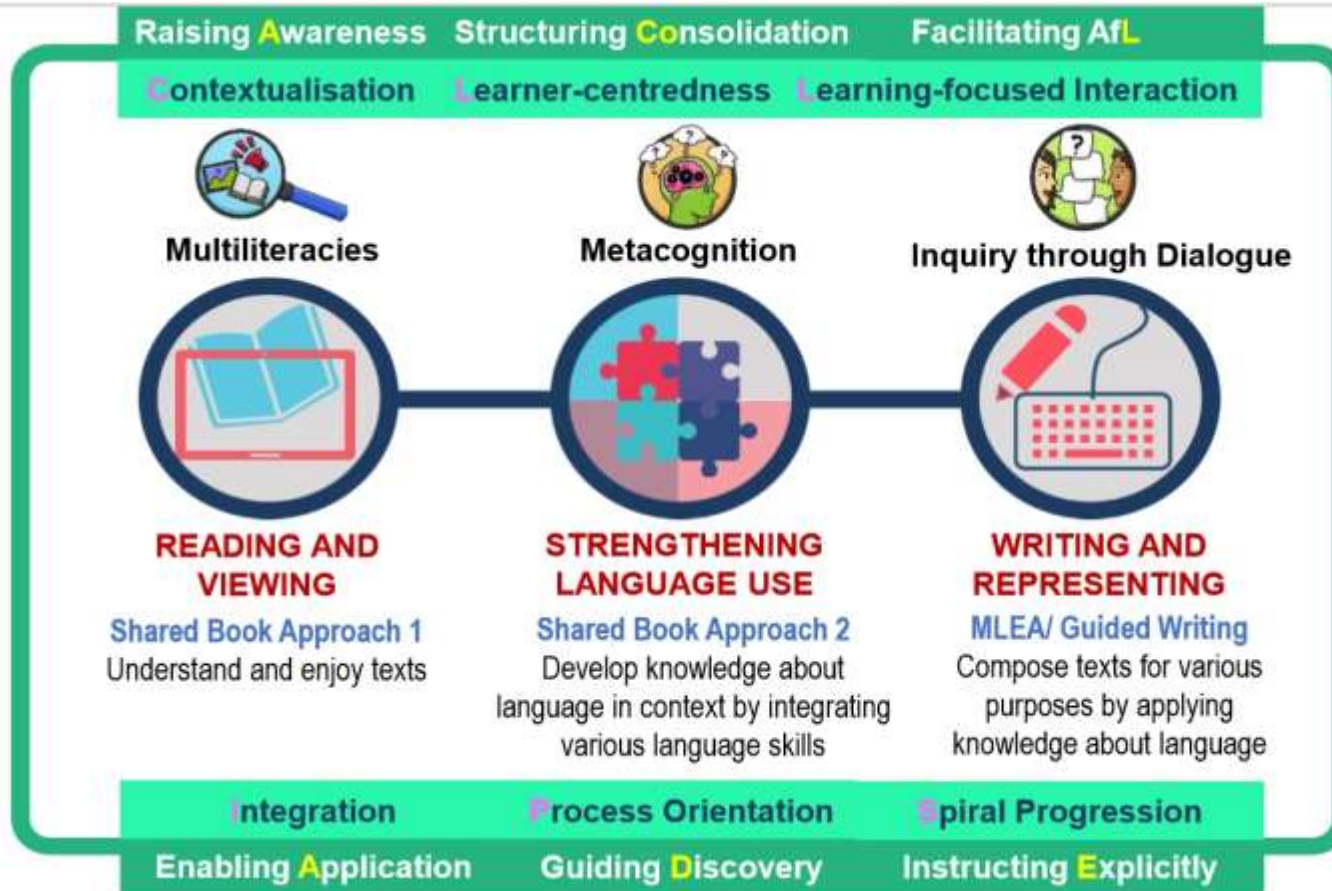 Raising Awareness Structuring Consolidation Facilitating AfL
Contextualisation Learner-centredness Learning-focused Interaction
Multiliteracies
Metacognition
Inquiry through Dialogue
READING AND
VIEWING
Shared Book Approach 1
Understand and enjoy texts
STRENGTHENING
LANGUAGE USE
Shared Book Approach 2
Develop knowledge about
language in context by integrating
various language skills
WRITING AND
REPRESENTING
MLEA/ Guided Writing
Compose texts for various
purposes by applying
knowledge about language
Integration Process Orientation Spiral Progression
Enabling Application Guiding Discovery Instructing Explicitly